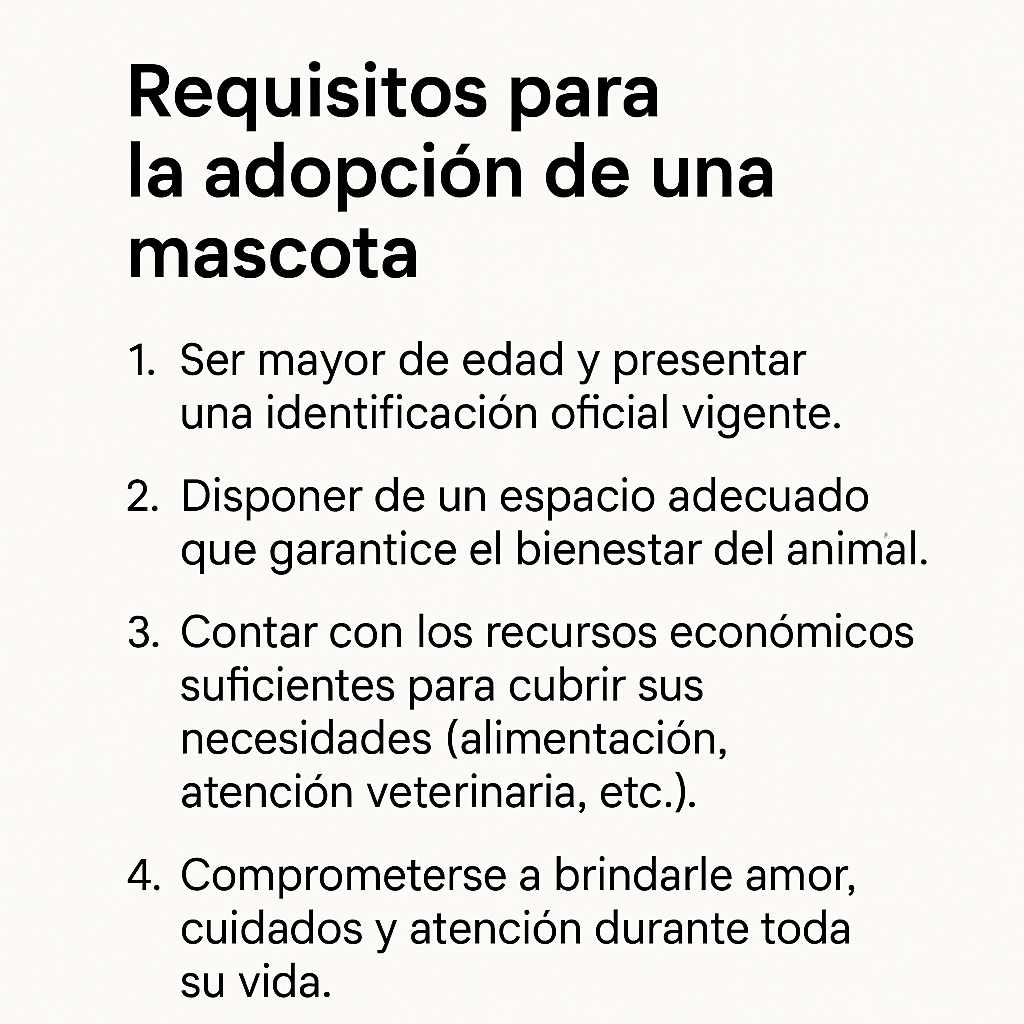 Requisitos para
la adopción de una
mascota
1. Ser mayor de edad y presentar
una identificación oficial vigente.
2. Disponer de un espacio adecuado
que garantice el bienestar del animal.
3. Contar con los recursos económicos
suficientes para cubrir sus
necesidades (alimentación,
atención veterinaria, etc.).
4. Comprometerse a brindarle amor,
cuidados y atención durante toda
su vida.